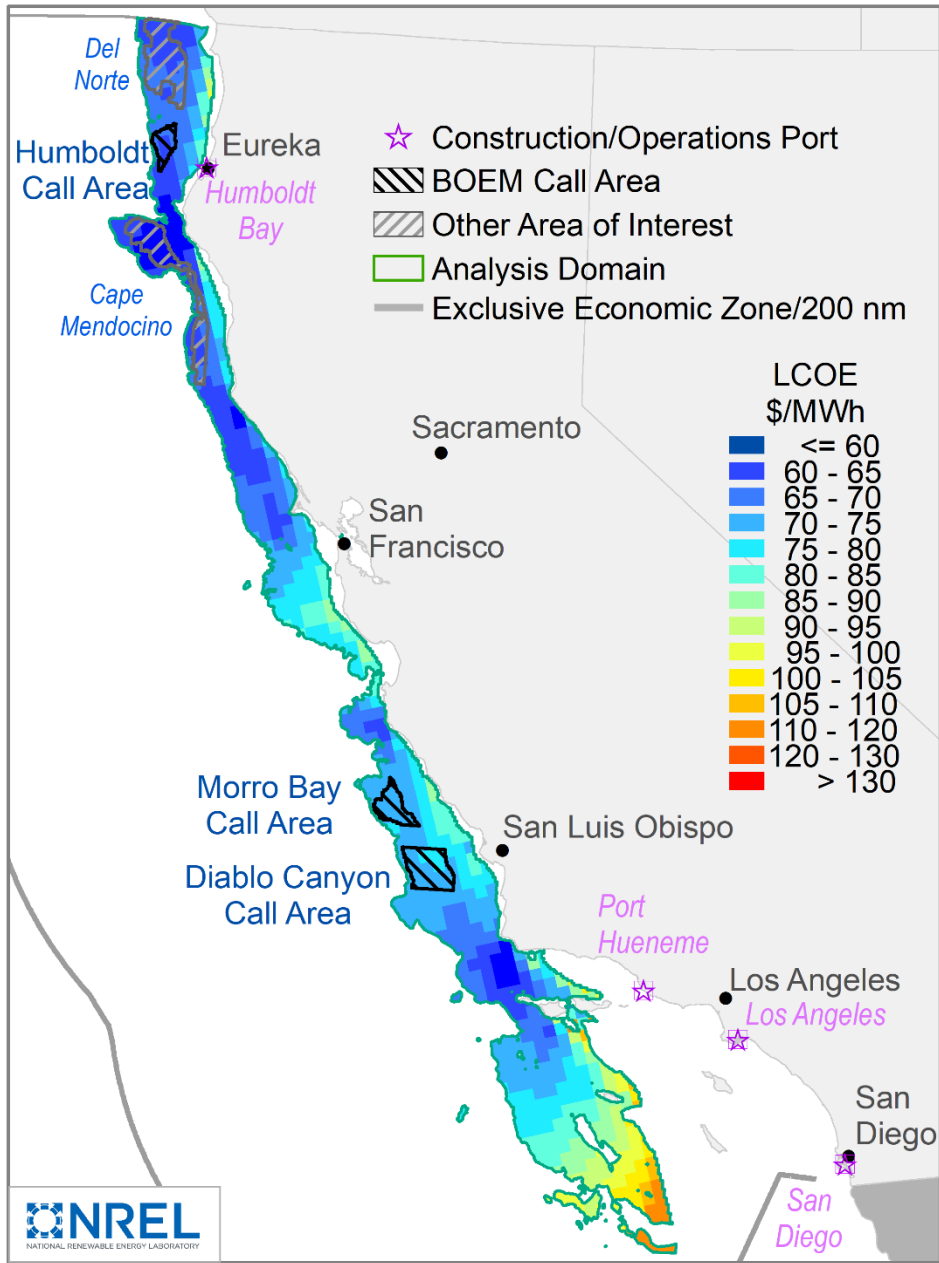 Del
Norte
Humboldt
Call Area
Eureka
Humboldt
Bay
Cape
Mendocino
Construction/Operations Port
BOEM Call Area
Other Area of Interest
Analysis Domain
Exclusive Economic Zone/200 nm
LCOE
$/MWh
<= 60
60 - 65
65 - 70
70 - 75
75 - 80
80 - 85
85 - 90
90 - 95
95 - 100
100 - 105
105 - 110
110 - 120
120 - 130
> 130
Sacramento
San
Francisco
Morro Bay
Call Area
San Luis Obispo
Diablo Canyon
Call Area
Port
Hueneme
Los Angeles
Los Angeles
San
Diego
San
Diego
NREL
NATIONAL RENEWABLE ENERGY LABORATORY